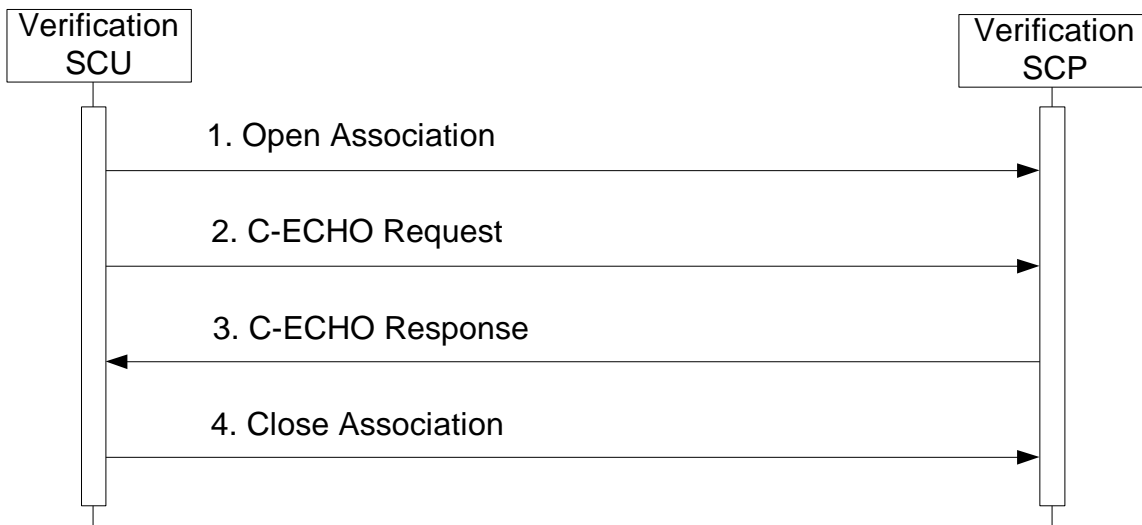 Verification
SCU
Verification
SCP
1. Open Association
2. C-ECHO Request
3. C-ECHO Response
4. Close Association